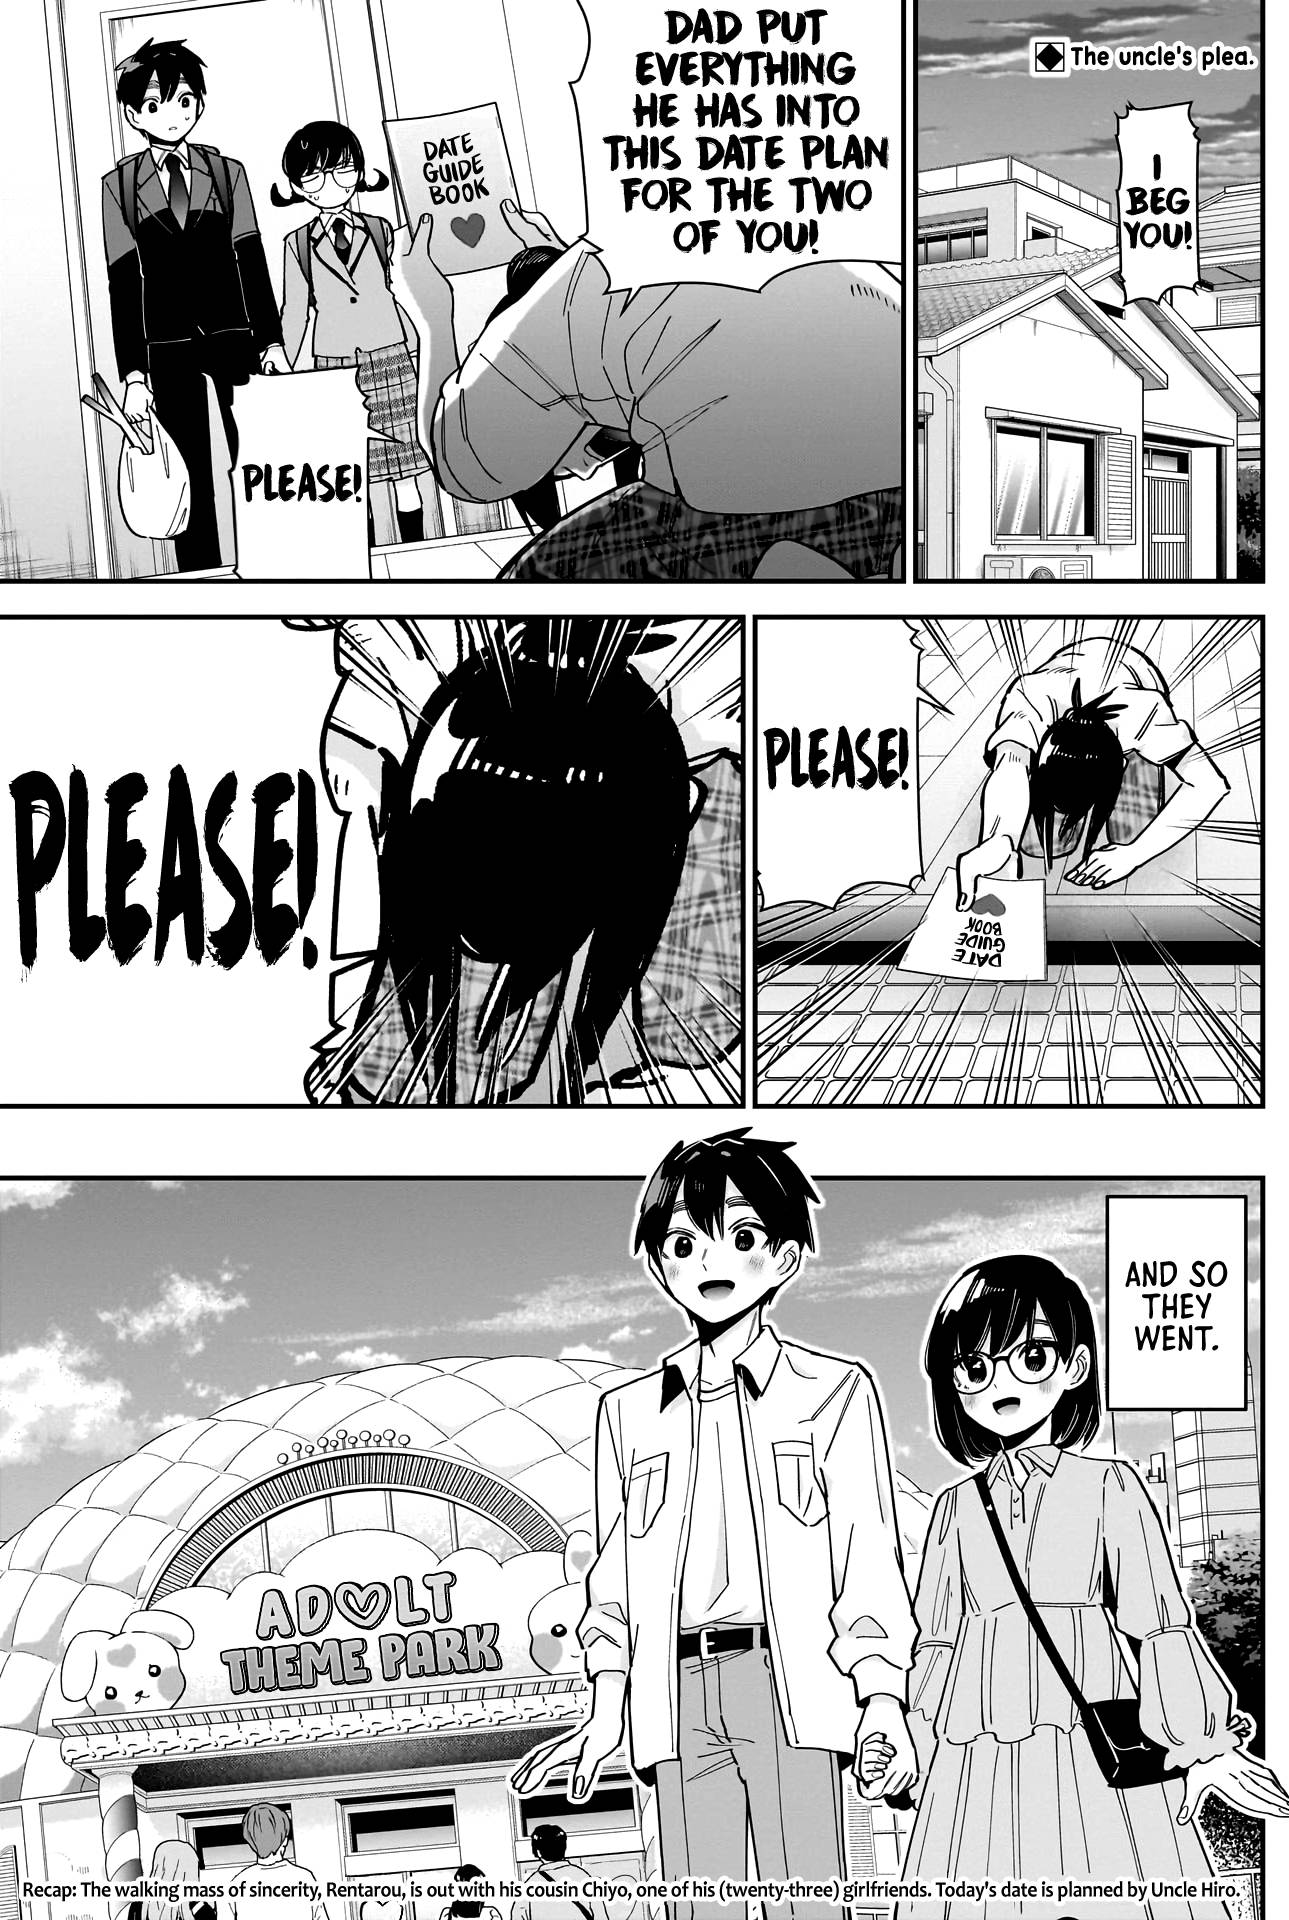 The uncle's plea.
I
BEG
YOU!
DAD PUT
EVERYTHING
HE HAS INTO
THIS DATE PLAN
FOR THE TWO
OF YOU!
DATE
GUIDE
BOOK
PLEASE!
PLEASE!
DATE
GUIDE
BOOK
PLEASE!
AND SO
THEY
WENT.
AD♡LT
THEME PARK
Recap: The walking mass of sincerity, Rentarou, is out with his cousin Chiyo, one of his (twenty-three) girlfriends. Today's date is planned by Uncle Hiro.